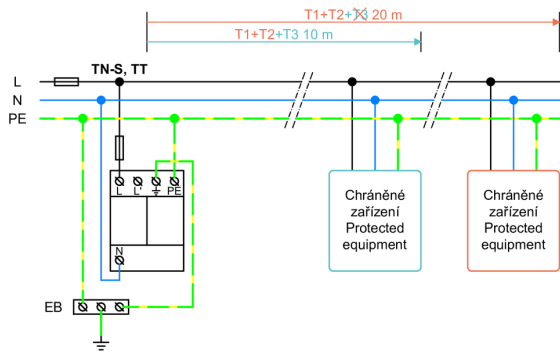 T1+T2+T3 20 m
T1+T2+T3 10 m
TN-S, TT
L
N
PE
L L' PE
N
EB
Chráněné
zařízení
Protected
equipment
Chráněné
zařízení
Protected
equipment